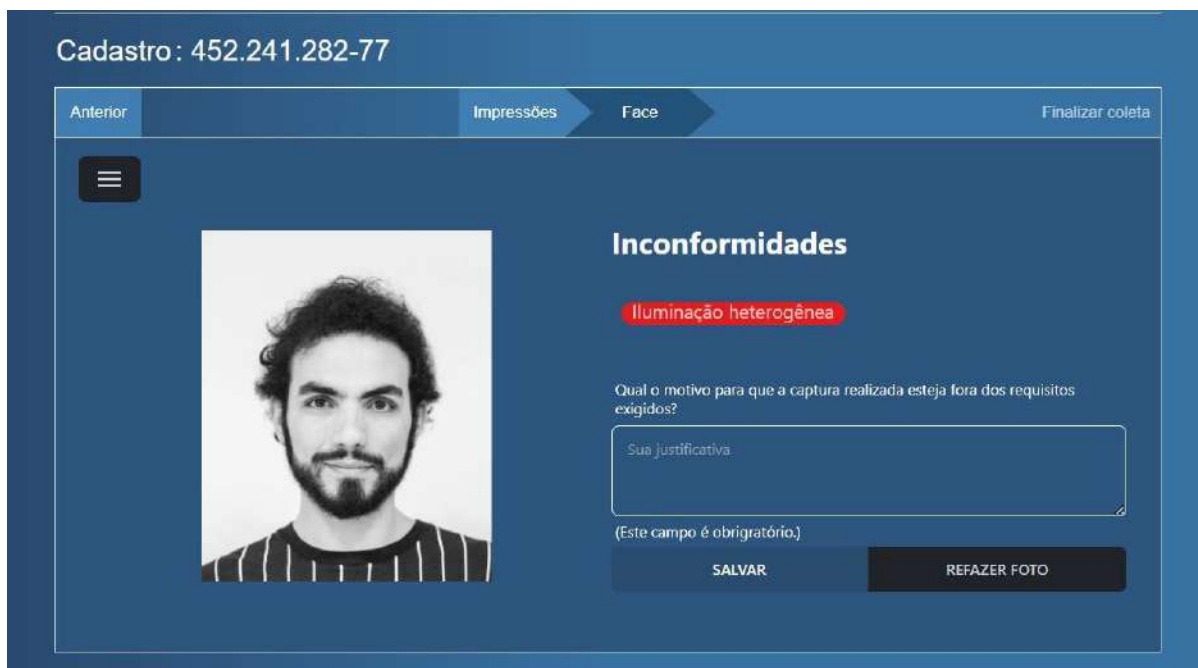 Cadastro : 452.241.282-77
Anterior
Impressões
Face
Finalizar coleta
Inconformidades
Iluminação heterogênea
Qual o motivo para que a captura realizada esteja fora dos requisitos
exigidos?
Sua justificativa
(Este campo é obrigratório.)
SALVAR
REFAZER FOTO